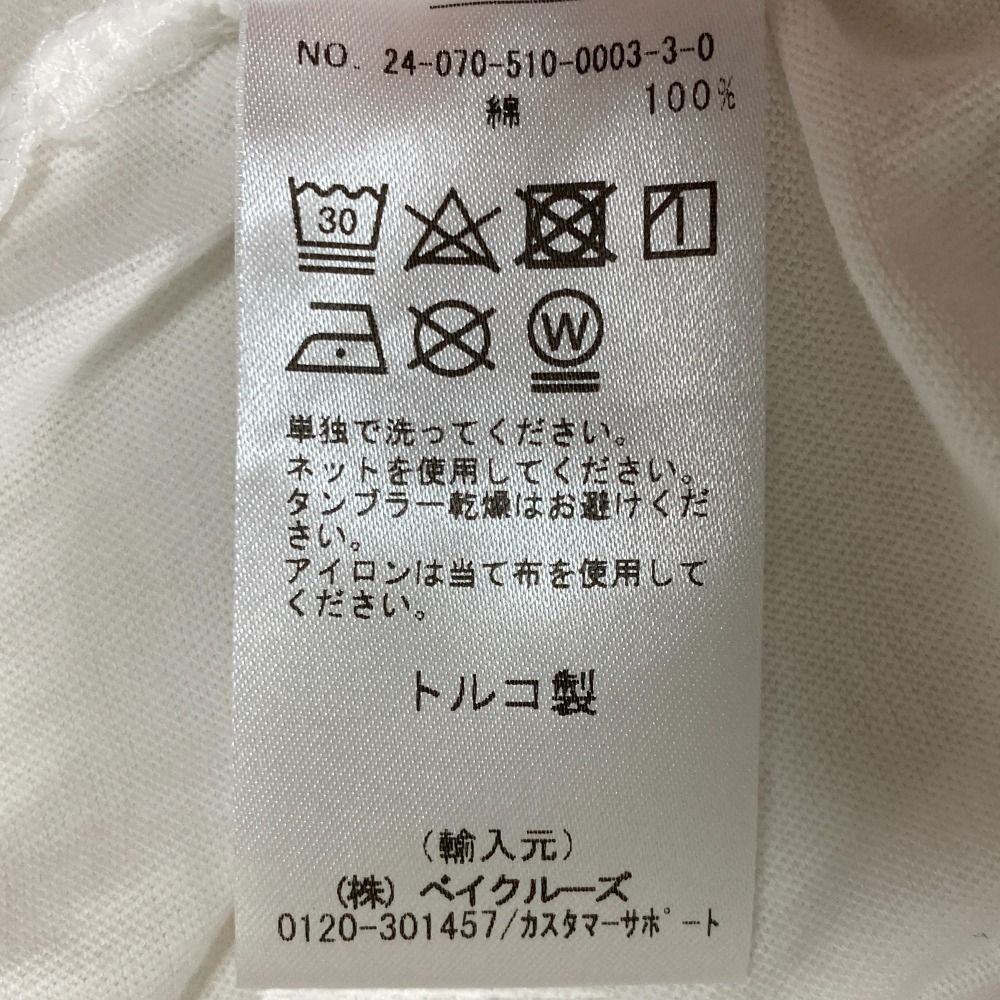 NO. 24-070-510-0003-3-0
綿 100%
30
W
単独で洗ってください。
ネットを使用してください。
タンブラー乾燥はお避けくだ
さい。
アイロンは当て布を使用して
ください。
トルコ製
(輸入元)
(株) ベイクルーズ
0120-301457/カスタマーサポート